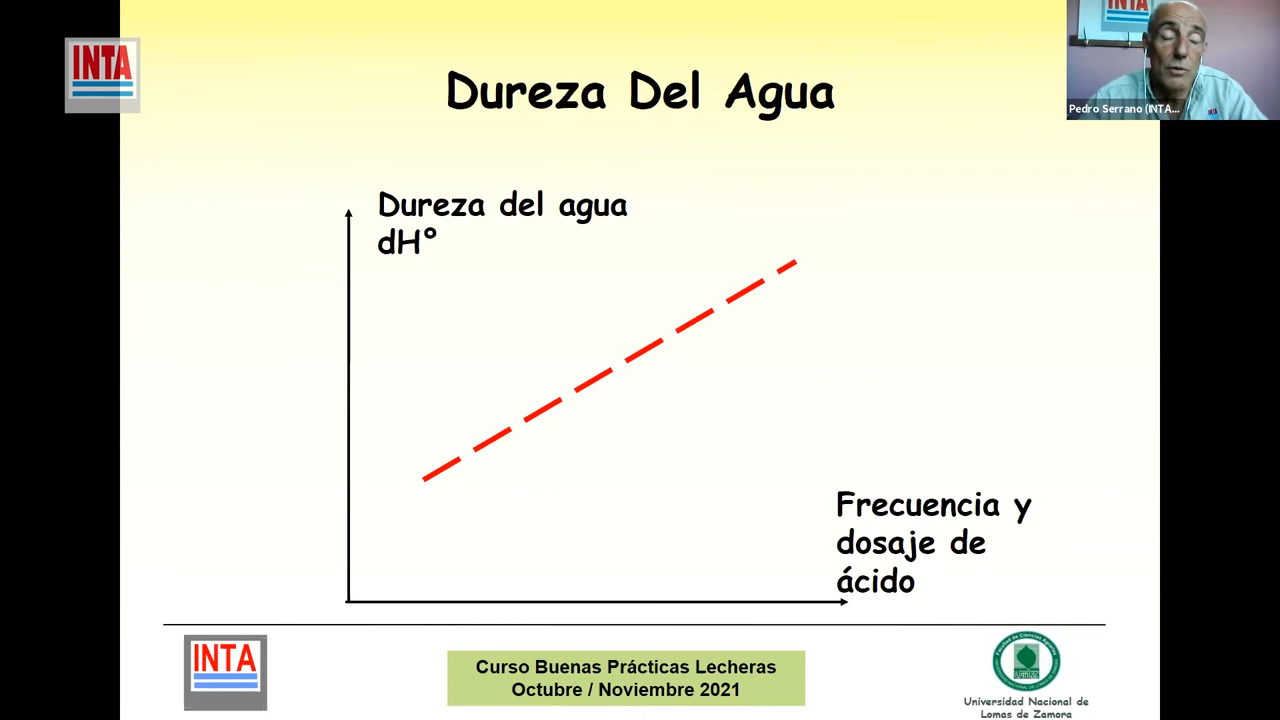 INTA
Dureza Del Agua
INTA
Pedro Serrano (INTA...
Dureza del agua
dH°
Frecuencia y
dosaje de
ácido
INTA
Curso Buenas Prácticas Lecheras
Octubre / Noviembre 2021
Universidad Nacional de
Lomas de Zamora